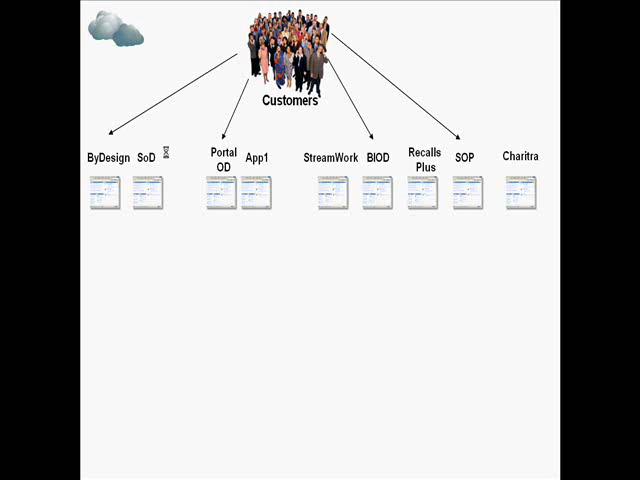 Customers
ByDesign SoD
Portal OD
App1
StreamWork
BIOD
Recalls Plus
SOP
Charitra